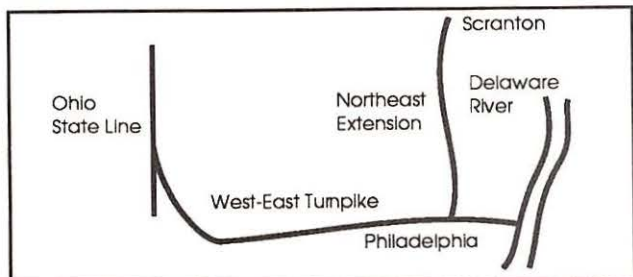 Scranton
Delaware
River
Northeast
Extension
Ohio
State Line
West-East Turnpike
Philadelphia